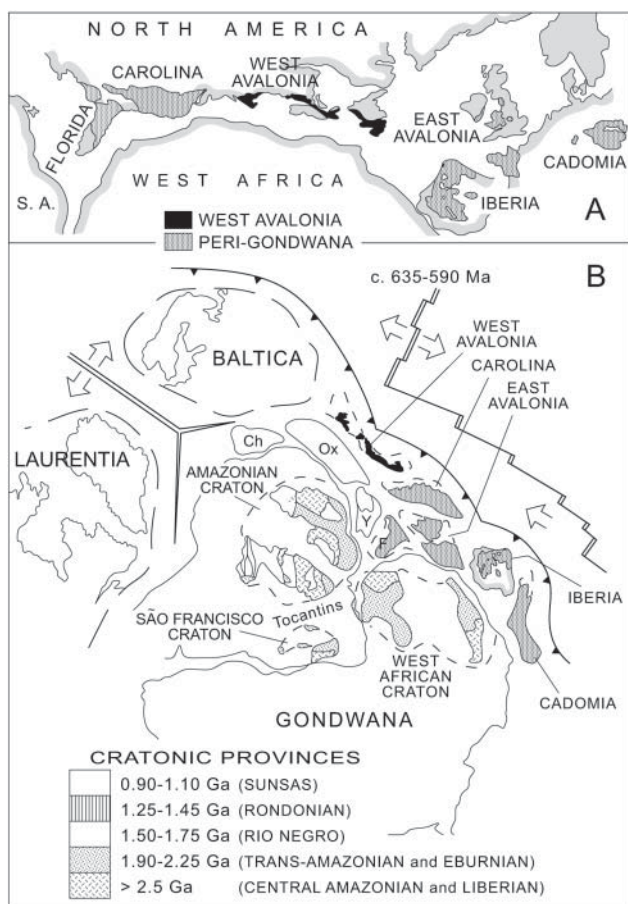 NORTH AMERICA
CAROLINA
WEST
AVALONIA
FLORIDA
EAST
AVALONIA
CADOMIA
WEST AFRICA
S. A.
IBERIA
A
WEST AVALONIA
PERI-GONDWANA
B
c. 635-590 Ma
WEST
AVALONIA
CAROLINA
EAST
AVALONIA
BALTICA
LAURENTIA
Ch
Ox
AMAZONIAN
CRATON
Y
F
IBERIA
Tocantins
SÃO FRANCISCO
CRATON
WEST
AFRICAN
CRATON
CADOMIA
GONDWANA
CRATONIC PROVINCES
0.90-1.10 Ga (SUNSAS)
1.25-1.45 Ga (RONDONIAN)
1.50-1.75 Ga (RIO NEGRO)
1.90-2.25 Ga (TRANS-AMAZONIAN and EBURNIAN)
> 2.5 Ga (CENTRAL AMAZONIAN and LIBERIAN)